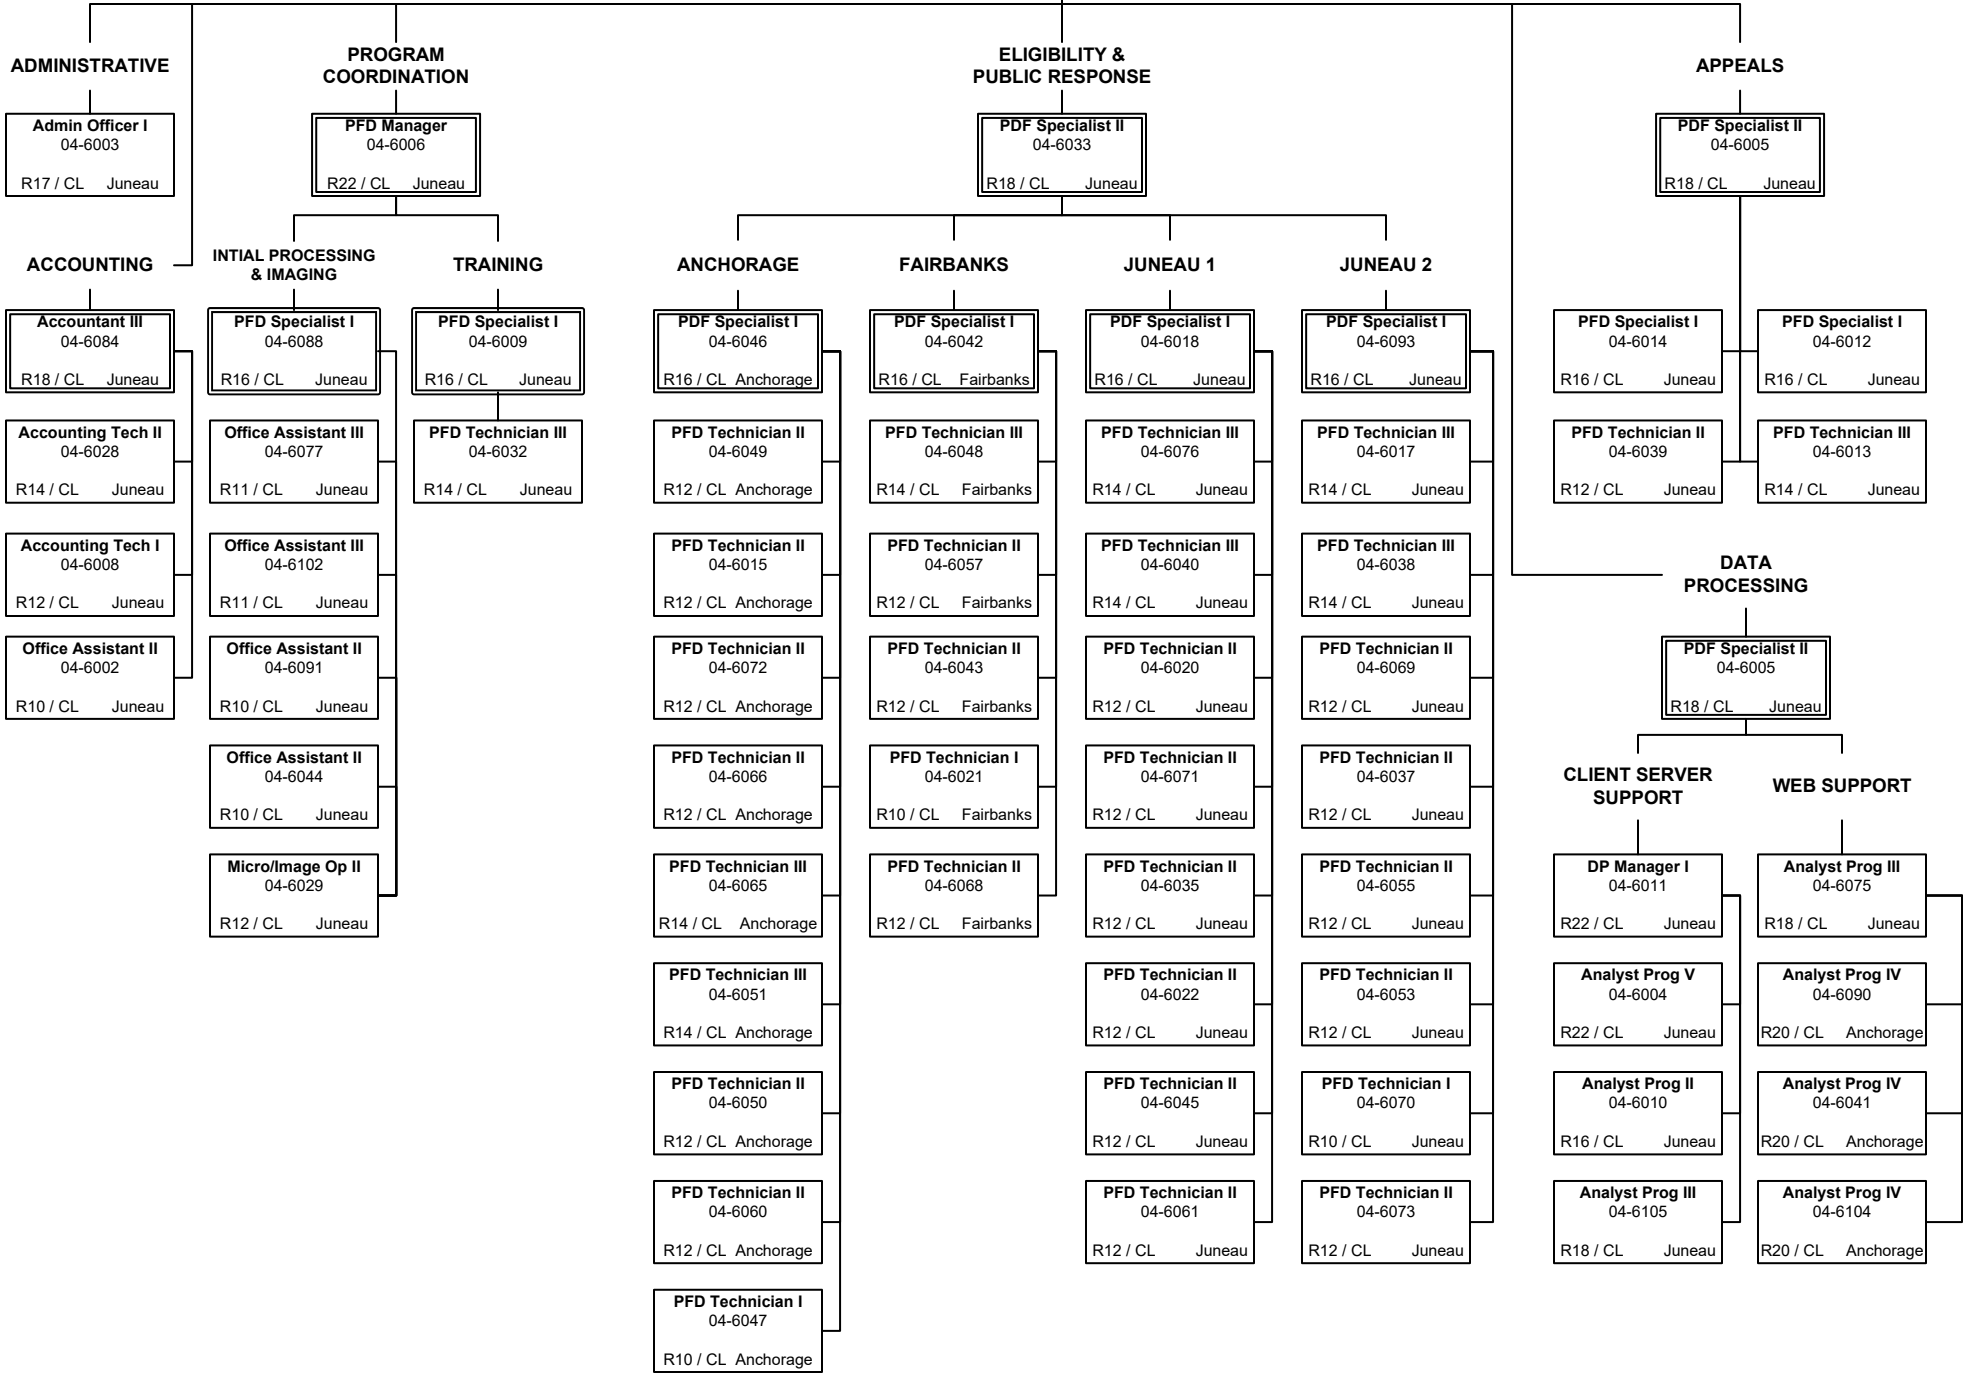 ADMINISTRATIVE
Admin Officer I
04-6003
R17 / CL Juneau
ACCOUNTING
Accountant III
04-6084
R18 / CL Juneau
Accounting Tech II
04-6028
R14 / CL Juneau
Accounting Tech I
04-6008
R12 / CL Juneau
Office Assistant II
04-6002
R10 / CL Juneau
PROGRAM
COORDINATION
PFD Manager
04-6006
R22 / CL Juneau
INTIAL PROCESSING
& IMAGING
PFD Specialist I
04-6088
R16 / CL Juneau
Office Assistant III
04-6077
R11 / CL Juneau
Office Assistant III
04-6102
R11 / CL Juneau
Office Assistant II
04-6091
R10 / CL Juneau
Office Assistant II
04-6044
R10 / CL Juneau
Micro/Image Op II
04-6029
R12 / CL Juneau
TRAINING
PFD Specialist I
04-6009
R16 / CL Juneau
PFD Technician III
04-6032
R14 / CL Juneau
ELIGIBILITY &
PUBLIC RESPONSE
PDF Specialist II
04-6033
R18 / CL Juneau
ANCHORAGE
PDF Specialist I
04-6046
R16 / CL Anchorage
PFD Technician II
04-6049
R12 / CL Anchorage
PFD Technician II
04-6015
R12 / CL Anchorage
PFD Technician II
04-6072
R12 / CL Anchorage
PFD Technician II
04-6066
R12 / CL Anchorage
PFD Technician III
04-6065
R14 / CL Anchorage
PFD Technician III
04-6051
R14 / CL Anchorage
PFD Technician II
04-6050
R12 / CL Anchorage
PFD Technician II
04-6060
R12 / CL Anchorage
PFD Technician I
04-6047
R10 / CL Anchorage
FAIRBANKS
PDF Specialist I
04-6042
R16 / CL Fairbanks
PFD Technician III
04-6048
R14 / CL Fairbanks
PFD Technician II
04-6057
R12 / CL Fairbanks
PFD Technician II
04-6043
R12 / CL Fairbanks
PFD Technician I
04-6021
R10 / CL Fairbanks
PFD Technician II
04-6068
R12 / CL Fairbanks
JUNEAU 1
PDF Specialist I
04-6018
R16 / CL Juneau
PFD Technician III
04-6076
R14 / CL Juneau
PFD Technician III
04-6040
R14 / CL Juneau
PFD Technician II
04-6020
R12 / CL Juneau
PFD Technician II
04-6071
R12 / CL Juneau
PFD Technician II
04-6035
R12 / CL Juneau
PFD Technician II
04-6022
R12 / CL Juneau
PFD Technician II
04-6045
R12 / CL Juneau
PFD Technician II
04-6061
R12 / CL Juneau
JUNEAU 2
PDF Specialist I
04-6093
R16 / CL Juneau
PFD Technician III
04-6017
R14 / CL Juneau
PFD Technician III
04-6038
R14 / CL Juneau
PFD Technician II
04-6069
R12 / CL Juneau
PFD Technician II
04-6037
R12 / CL Juneau
PFD Technician II
04-6055
R12 / CL Juneau
PFD Technician II
04-6053
R12 / CL Juneau
PFD Technician I
04-6070
R10 / CL Juneau
PFD Technician II
04-6073
R12 / CL Juneau
APPEALS
PDF Specialist II
04-6005
R18 / CL Juneau
PFD Specialist I
04-6014
R16 / CL Juneau
PFD Specialist I
04-6012
R16 / CL Juneau
PFD Technician II
04-6039
R12 / CL Juneau
PFD Technician III
04-6013
R14 / CL Juneau
DATA
PROCESSING
PDF Specialist II
04-6005
R18 / CL Juneau
CLIENT SERVER
SUPPORT
DP Manager I
04-6011
R22 / CL Juneau
Analyst Prog V
04-6004
R22 / CL Juneau
Analyst Prog II
04-6010
R16 / CL Juneau
Analyst Prog III
04-6105
R18 / CL Juneau
WEB SUPPORT
Analyst Prog III
04-6075
R18 / CL Juneau
Analyst Prog IV
04-6090
R20 / CL Anchorage
Analyst Prog IV
04-6041
R20 / CL Anchorage
Analyst Prog IV
04-6104
R20 / CL Anchorage